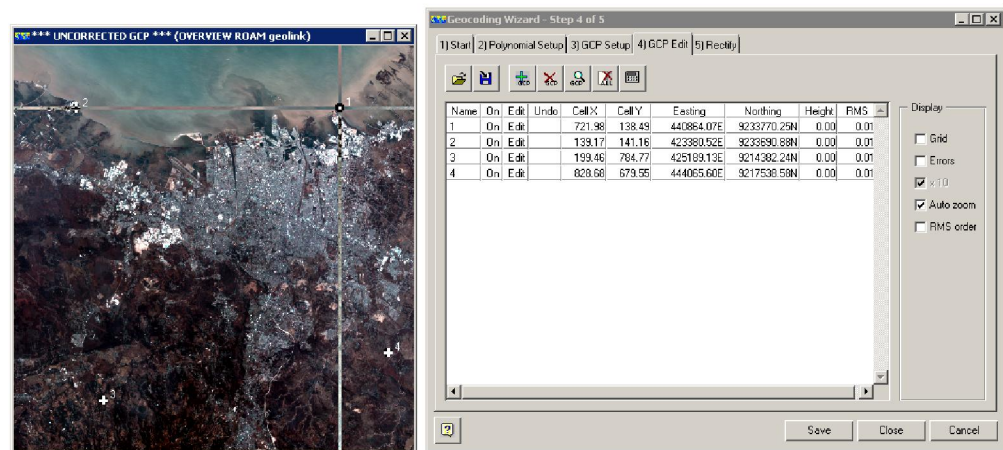 *** UNCORRECTED GCP *** (OVERVIEW ROAM geolink)
2
1
4
3
Geocoding Wizard - Step 4 of 5
1) Start 2) Polynomial Setup 3) GCP Setup 4) GCP Edit 5) Rectify
GCP GCP GCP ALL
Name On Edit Undo Cell X Cell Y Easting Northing Height RMS
1 On Edit 721.98 138.49 440864.07E 9233770.25N 0.00 0.01
2 On Edit 139.17 141.16 423380.52E 9233690.88N 0.00 0.01
3 On Edit 199.46 784.77 425189.13E 9214382.24N 0.00 0.01
4 On Edit 828.68 679.55 444065.60E 9217538.58N 0.00 0.01
Display
Grid
Errors
x 10
Auto zoom
RMS order
Save Close Cancel